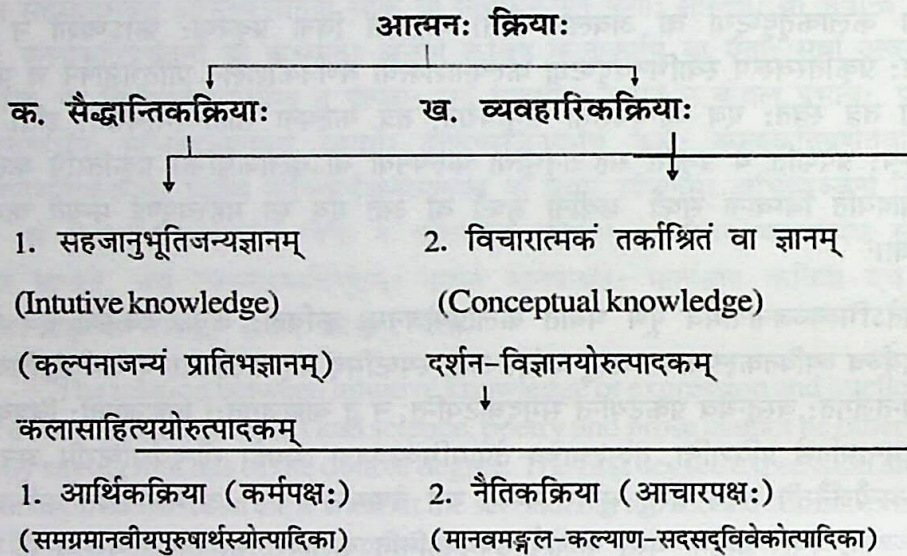 आत्मनः क्रियाः
क. सैद्धान्तिकक्रियाः ख. व्यवहारिकक्रियाः
1. सहजानुभूतिजन्यज्ञानम् 2. विचारात्मकं तर्काश्रितं वा ज्ञानम्
(Intutive knowledge) (Conceptual knowledge)
(कल्पनाजन्यं प्रातिभज्ञानम्) दर्शन-विज्ञानयोरुत्पादकम्
कलासाहित्ययोरुत्पादकम्
1. आर्थिकक्रिया (कर्मपक्षः) 2. नैतिकक्रिया (आचारपक्षः)
(समग्रमानवीयपुरुषार्थस्योत्पादिका) (मानवमङ्गल-कल्याण-सदसद्विवेकोत्पादिका)